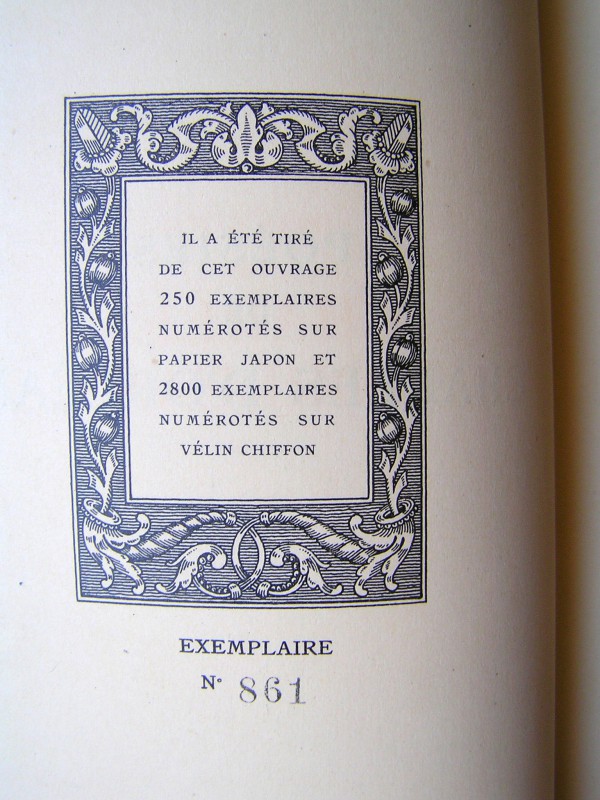 IL A ÉTÉ TIRÉ
DE CET OUVRAGE
250 EXEMPLAIRES
NUMÉROTÉS SUR
PAPIER JAPON ET
2800 EXEMPLAIRES
NUMÉROTÉS SUR
VÉLIN CHIFFON
EXEMPLAIRE
N° 861